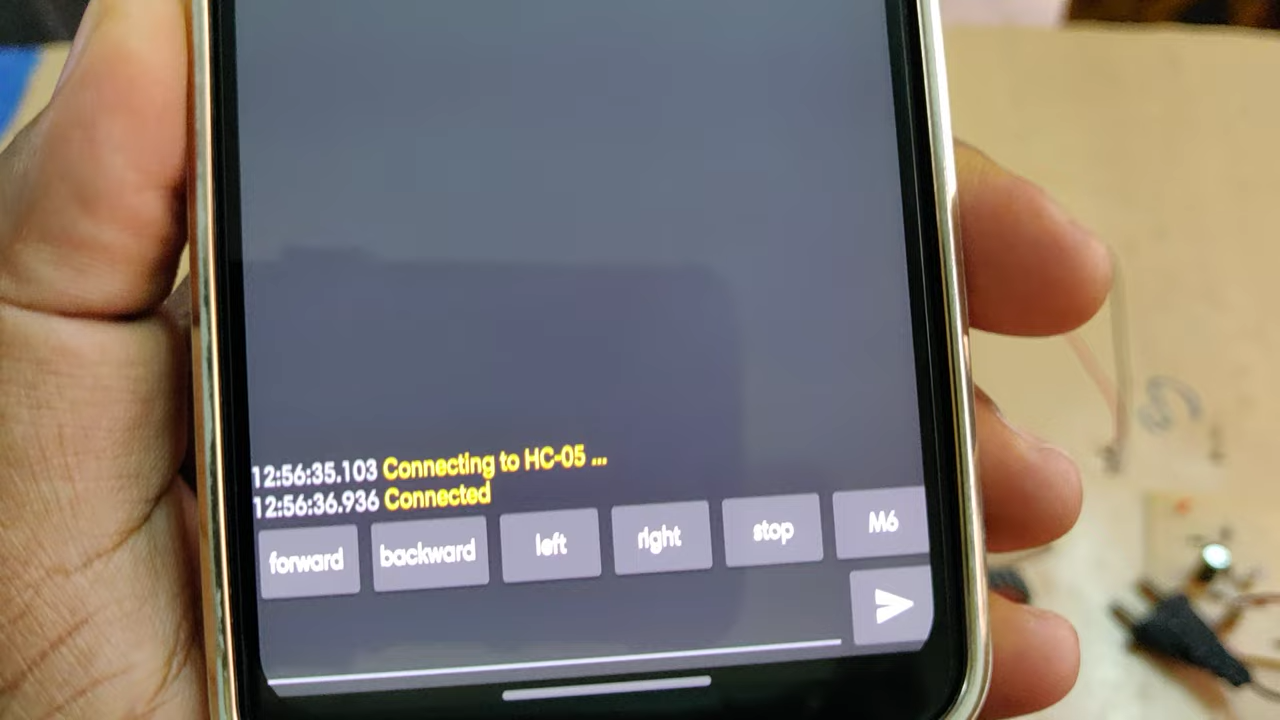 12:56:35.103 Connecting to HC-05 ...
12:56:36.936 Connected
forward backward left right stop M6